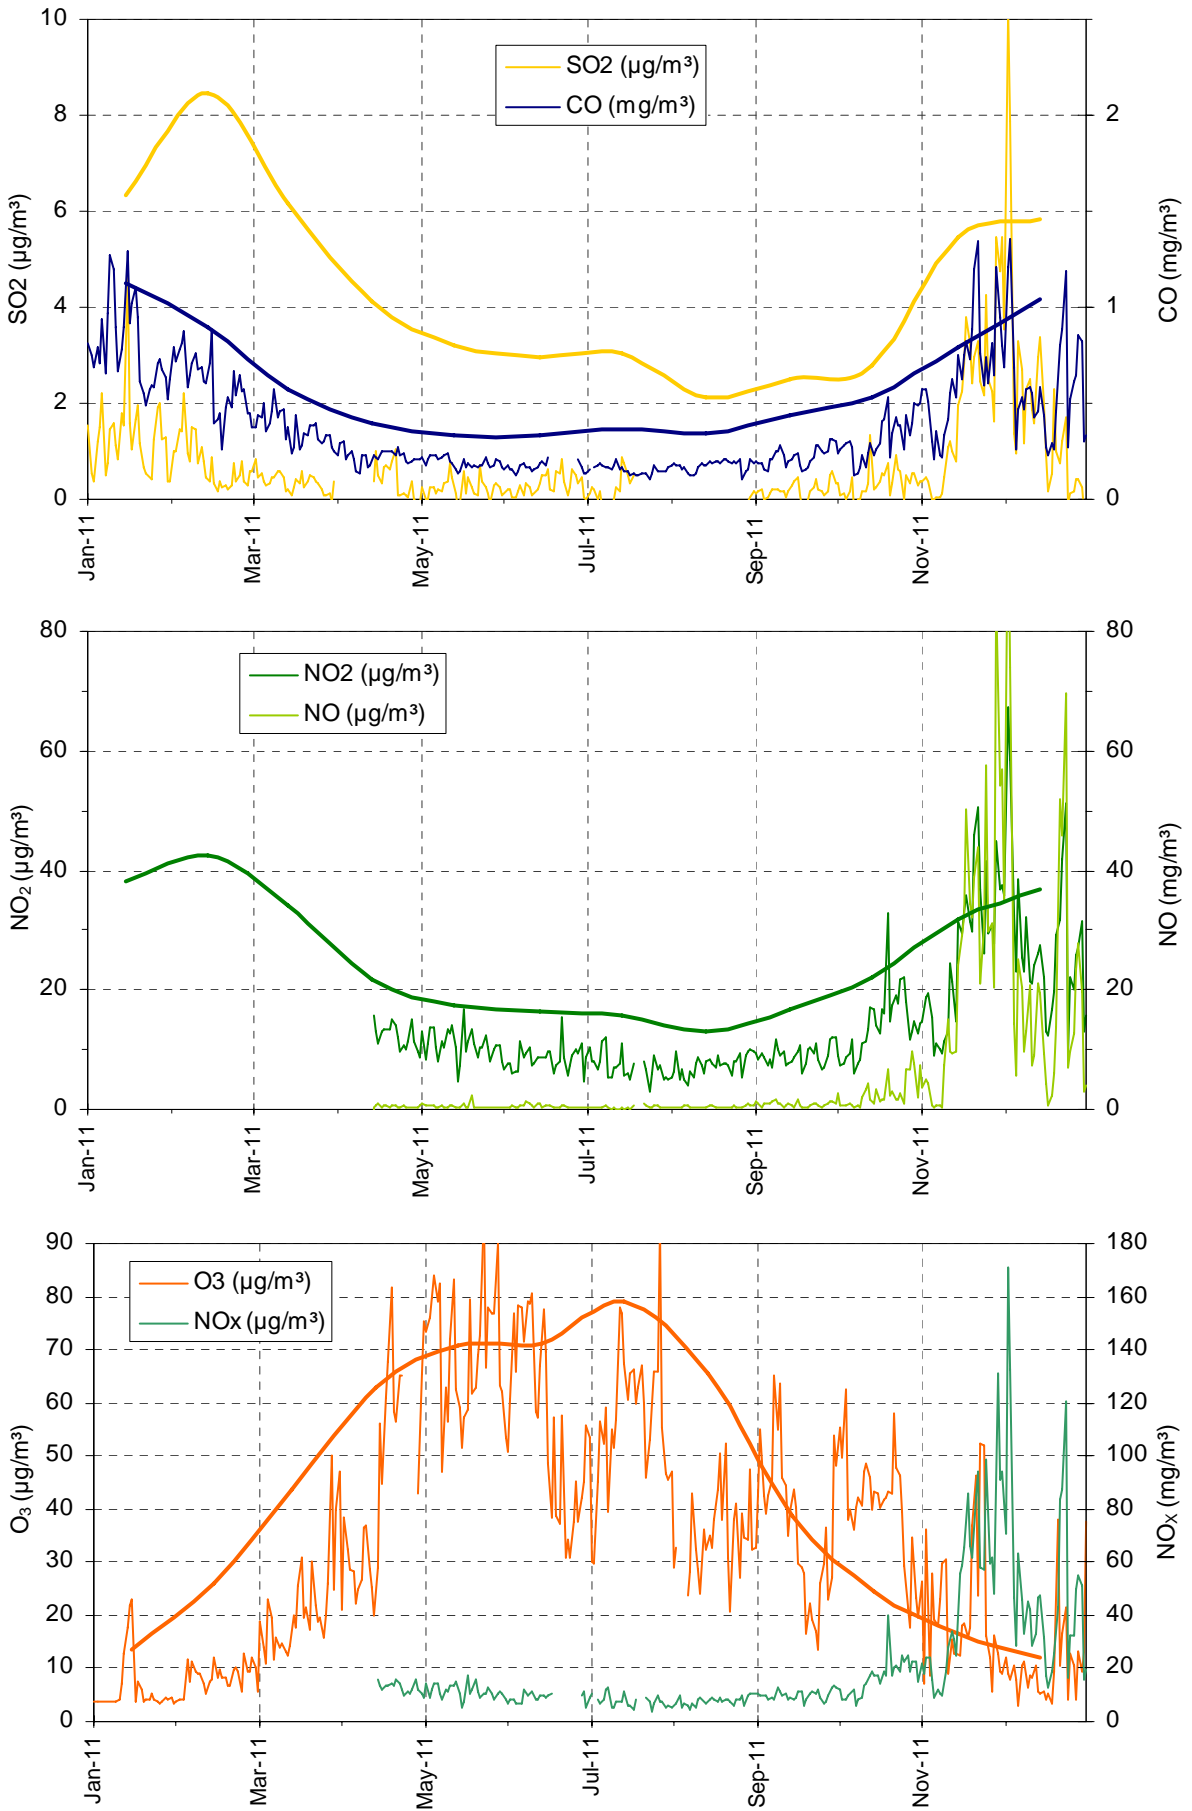 10
8
6
4
2
0
SO2 (µg/m³)
SO2 (µg/m³)
CO (mg/m³)
2
1
0
CO (mg/m³)
Jan-11
Mar-11
May-11
Jul-11
Sep-11
Nov-11
80
60
40
20
0
NO₂ (µg/m³)
NO2 (µg/m³)
NO (µg/m³)
80
60
40
20
0
NO (mg/m³)
Jan-11
Mar-11
May-11
Jul-11
Sep-11
Nov-11
90
80
70
60
50
40
30
20
10
0
O₃ (µg/m³)
O3 (µg/m³)
NOx (µg/m³)
180
160
140
120
100
80
60
40
20
0
NOₓ (mg/m³)
Jan-11
Mar-11
May-11
Jul-11
Sep-11
Nov-11